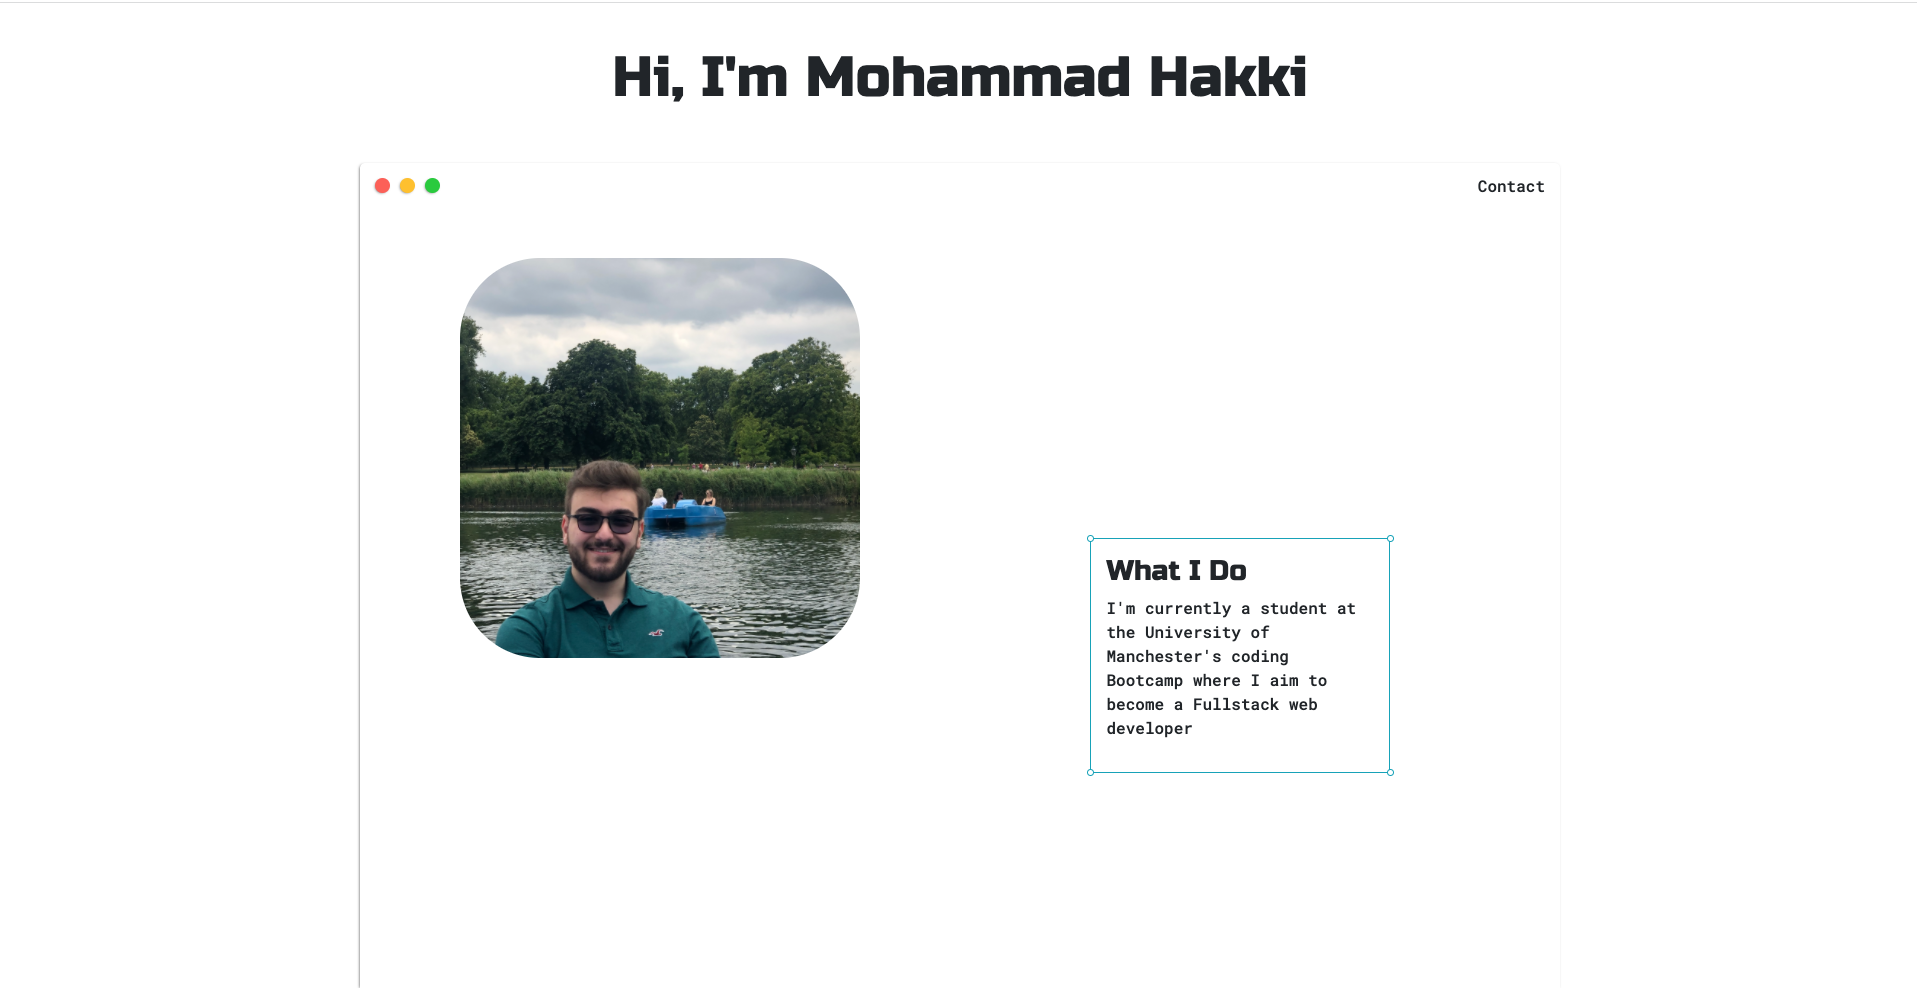 Hi, I'm Mohammad Hakki
Contact
What I Do
I'm currently a student at
the University of
Manchester's coding
Bootcamp where I aim to
become a Fullstack web
developer